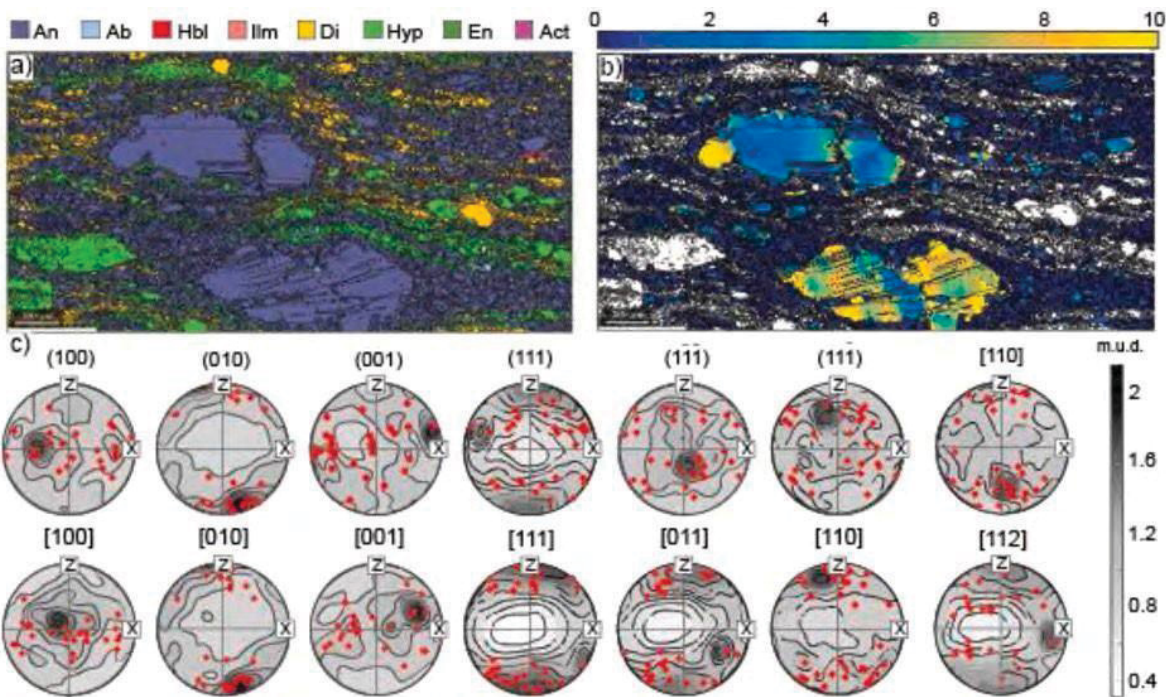 An Ab Hbl Ilm Di Hyp En Act
0 2 4 6 8 10
a)
b)
c)
(100) (010) (001) (111) (111) (111) [110]
m.u.d.
Z Z Z Z Z Z Z
X X X X X X X
2
1.6
1.2
0.8
0.4
[100] [010] [001] [111] [011] [110] [112]
Z Z Z Z Z Z Z
X X X X X X X